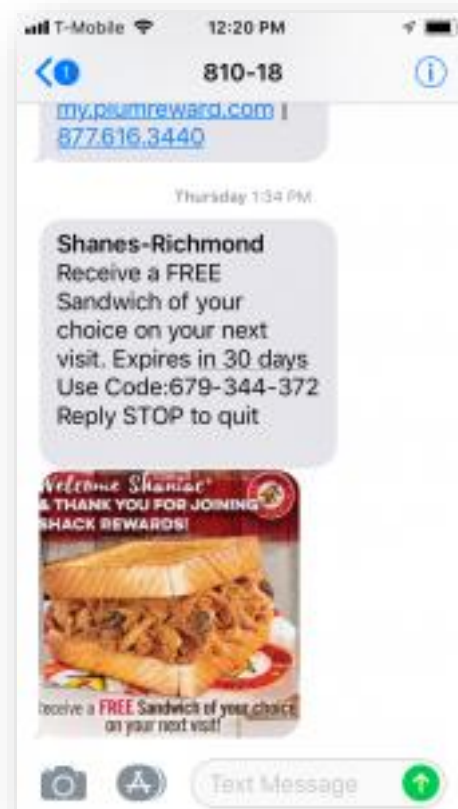 T-Mobile 12:20 PM
1 810-18
my.plumreward.com |
877.616.3440
Thursday 1:34 PM
Shanes-Richmond
Receive a FREE
Sandwich of your
choice on your next
visit. Expires in 30 days
Use Code:679-344-372
Reply STOP to quit
Welcome Shaniac
& THANK YOU FOR JOINING
SHACK REWARDS!
Receive a FREE Sandwich of your choice
on your next visit!
Text Message